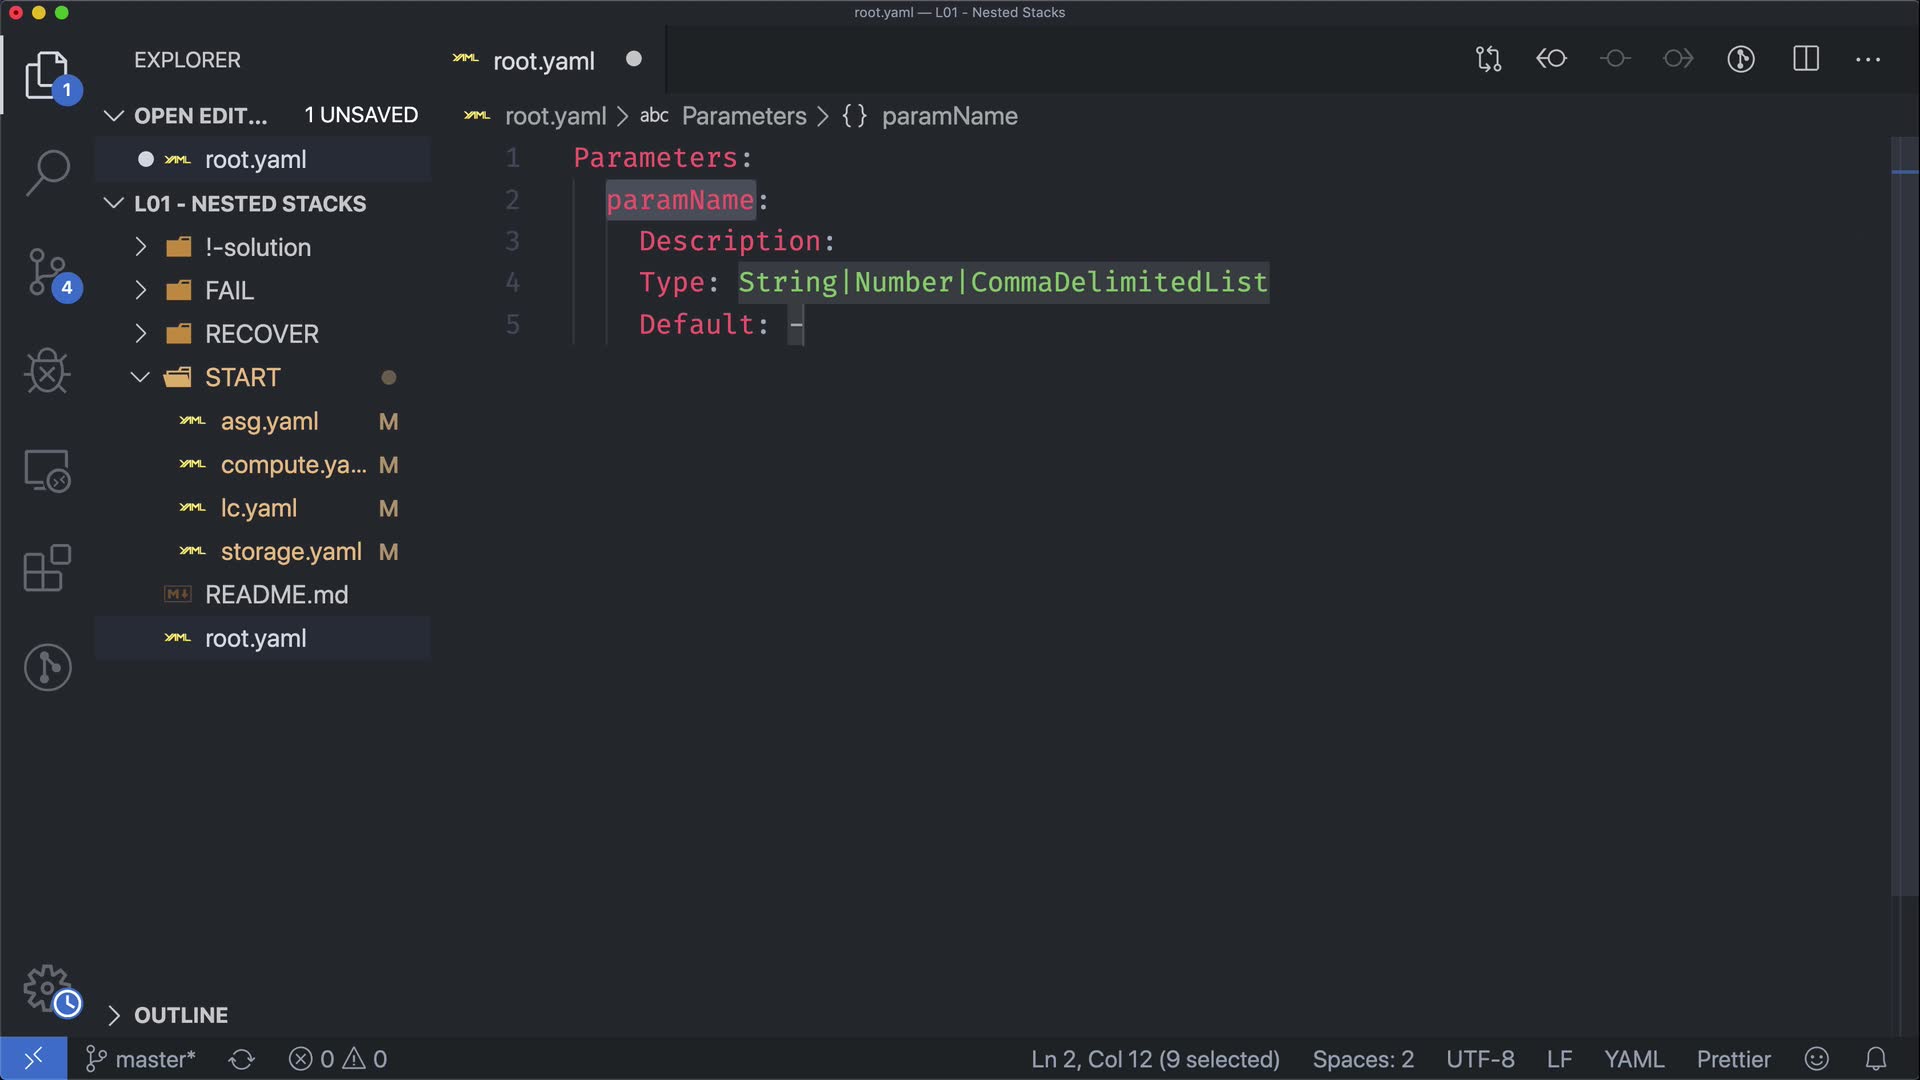 root.yaml — L01 - Nested Stacks
EXPLORER
1
OPEN EDIT... 1 UNSAVED
root.yaml
L01 - NESTED STACKS
!-solution
4
FAIL
RECOVER
START
asg.yaml M
compute.ya... M
lc.yaml M
storage.yaml M
README.md
root.yaml
OUTLINE
root.yaml
root.yaml > abc Parameters > {} paramName
1 Parameters:
2 paramName:
3 Description:
4 Type: String|Number|CommaDelimitedList
5 Default: -
master* 0 0 Ln 2, Col 12 (9 selected) Spaces: 2 UTF-8 LF YAML Prettier